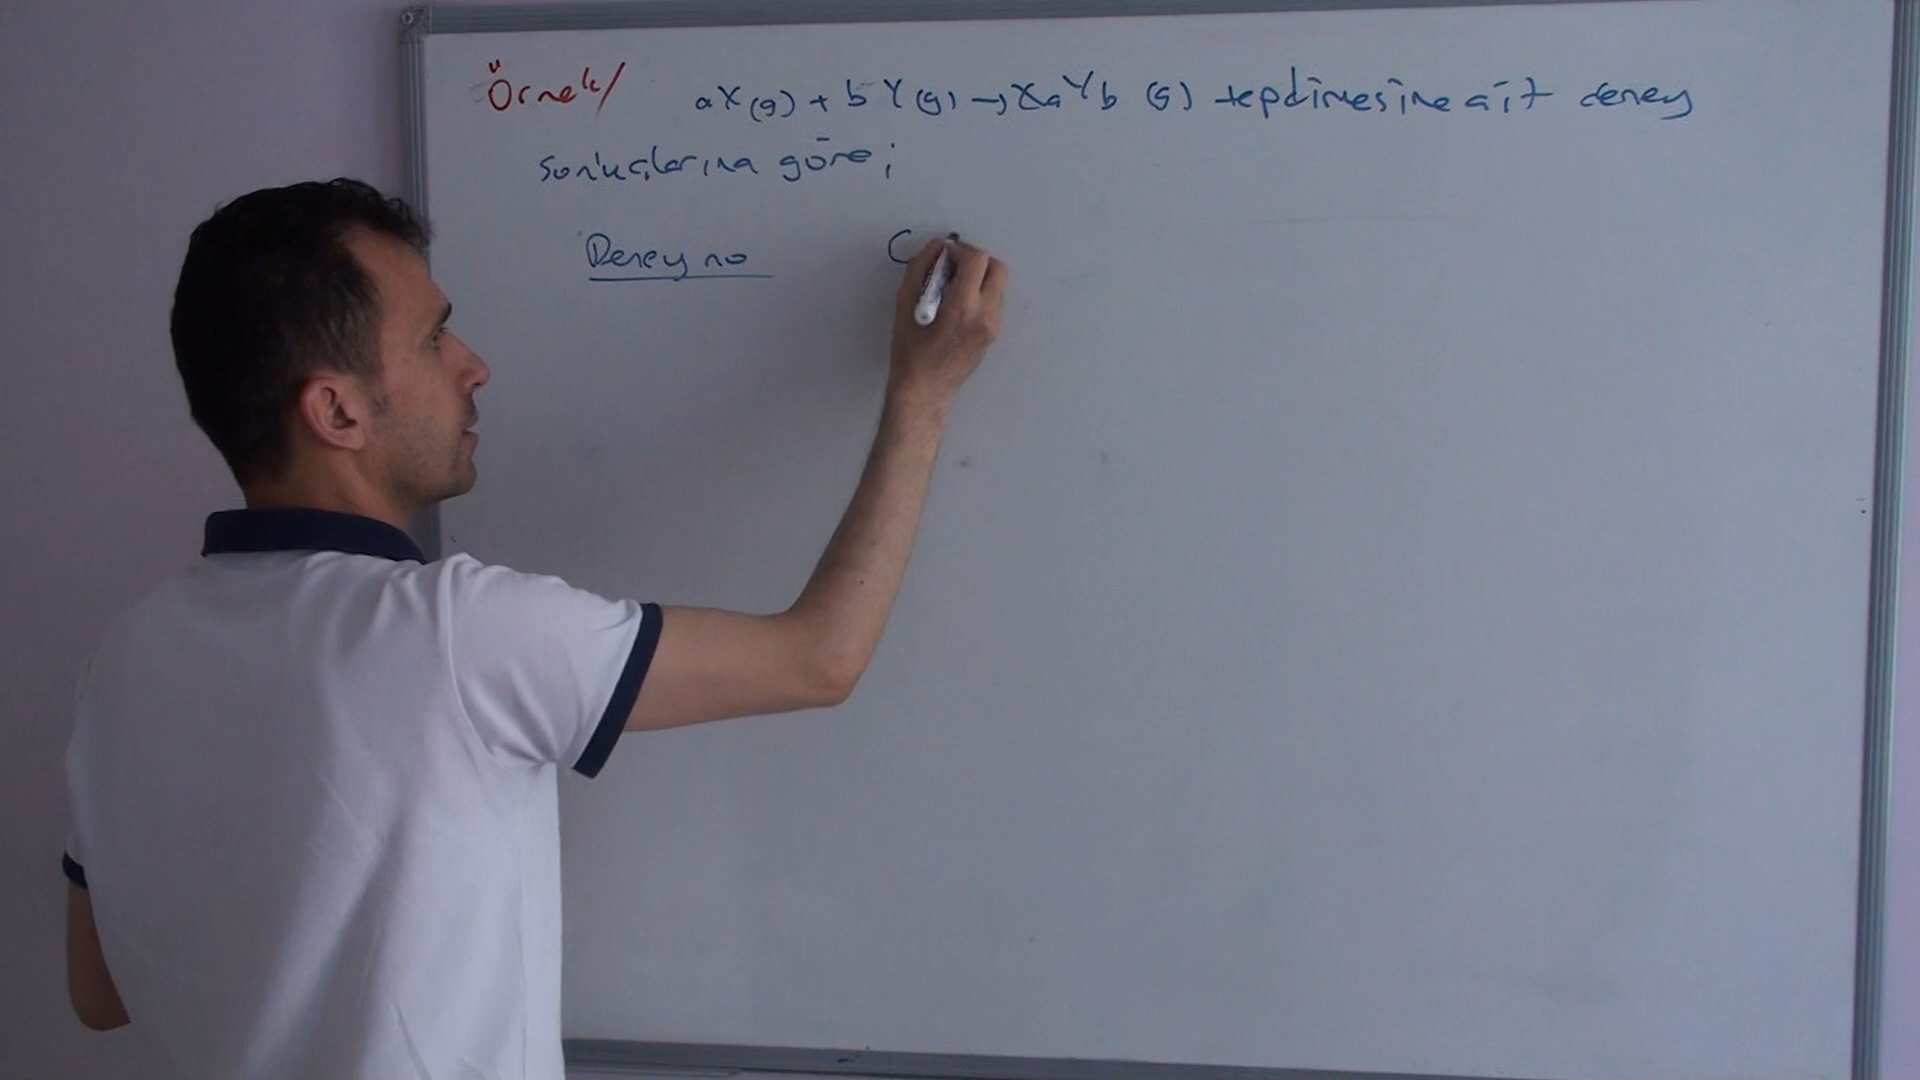 Örnek/ aX(g) + bY(g) → XaYb (g) tepkimesine ait deney
sonuçlarına göre;
Deney no C